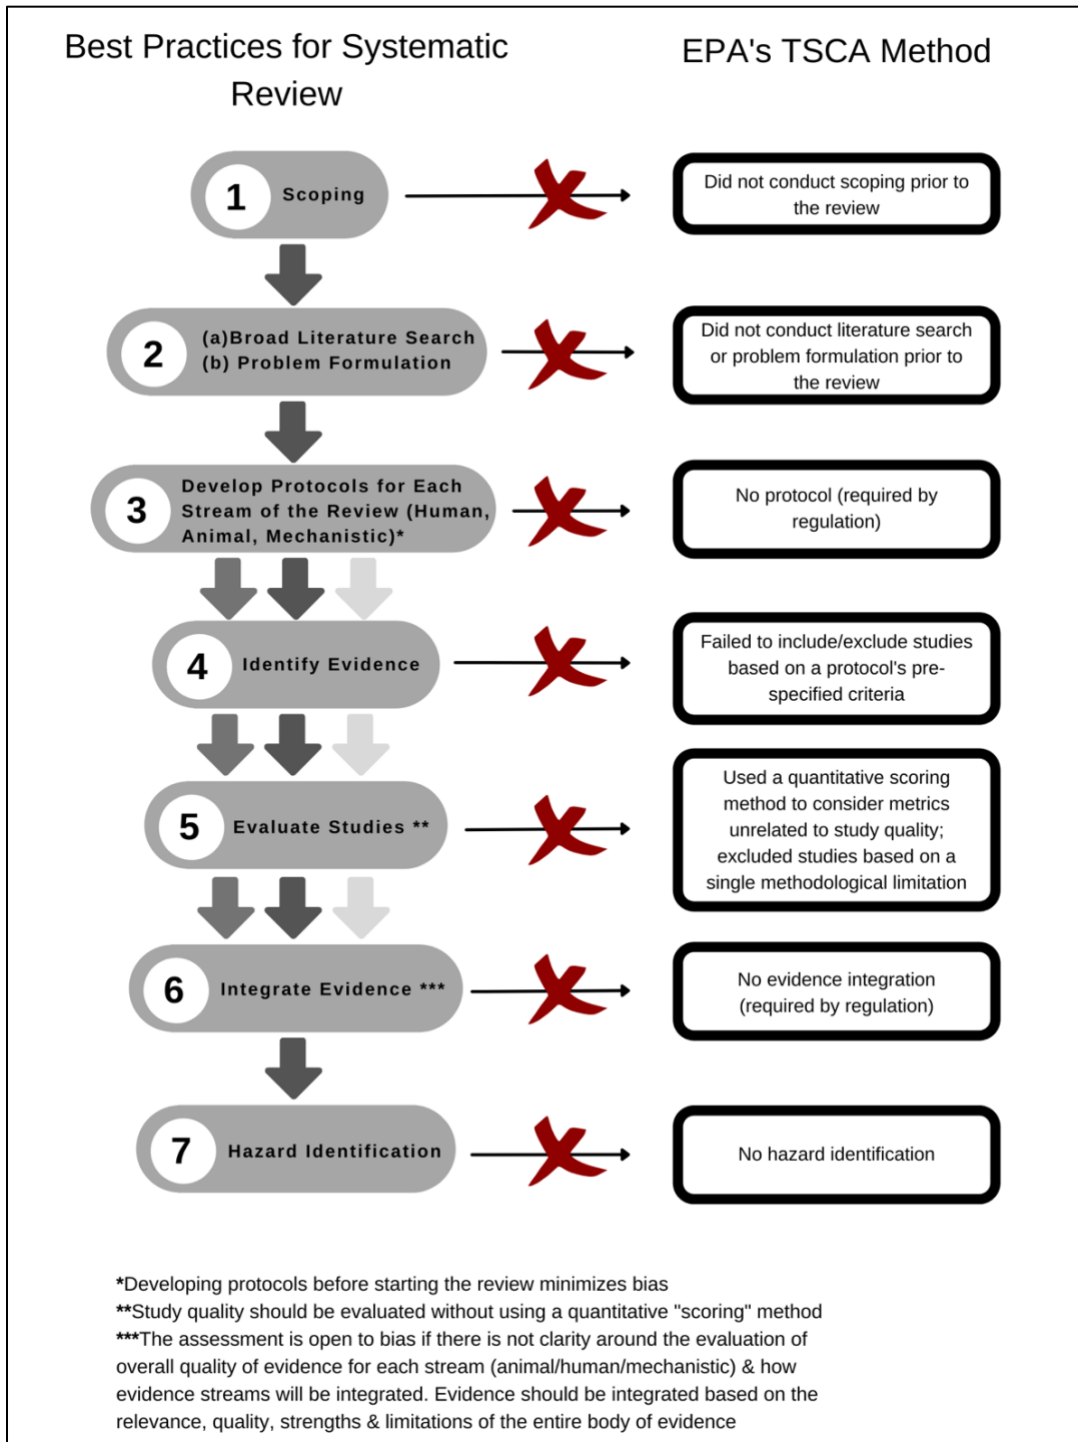 Best Practices for Systematic
Review
EPA's TSCA Method
1
Scoping
Did not conduct scoping prior to
the review
2
(a)Broad Literature Search
(b) Problem Formulation
Did not conduct literature search
or problem formulation prior to
the review
3
Develop Protocols for Each
Stream of the Review (Human,
Animal, Mechanistic)*
No protocol (required by
regulation)
4
Identify Evidence
Failed to include/exclude studies
based on a protocol's pre-
specified criteria
5
Evaluate Studies **
Used a quantitative scoring
method to consider metrics
unrelated to study quality;
excluded studies based on a
single methodological limitation
6
Integrate Evidence ***
No evidence integration
(required by regulation)
7
Hazard Identification
No hazard identification
*Developing protocols before starting the review minimizes bias
**Study quality should be evaluated without using a quantitative "scoring" method
***The assessment is open to bias if there is not clarity around the evaluation of
overall quality of evidence for each stream (animal/human/mechanistic) & how
evidence streams will be integrated. Evidence should be integrated based on the
relevance, quality, strengths & limitations of the entire body of evidence